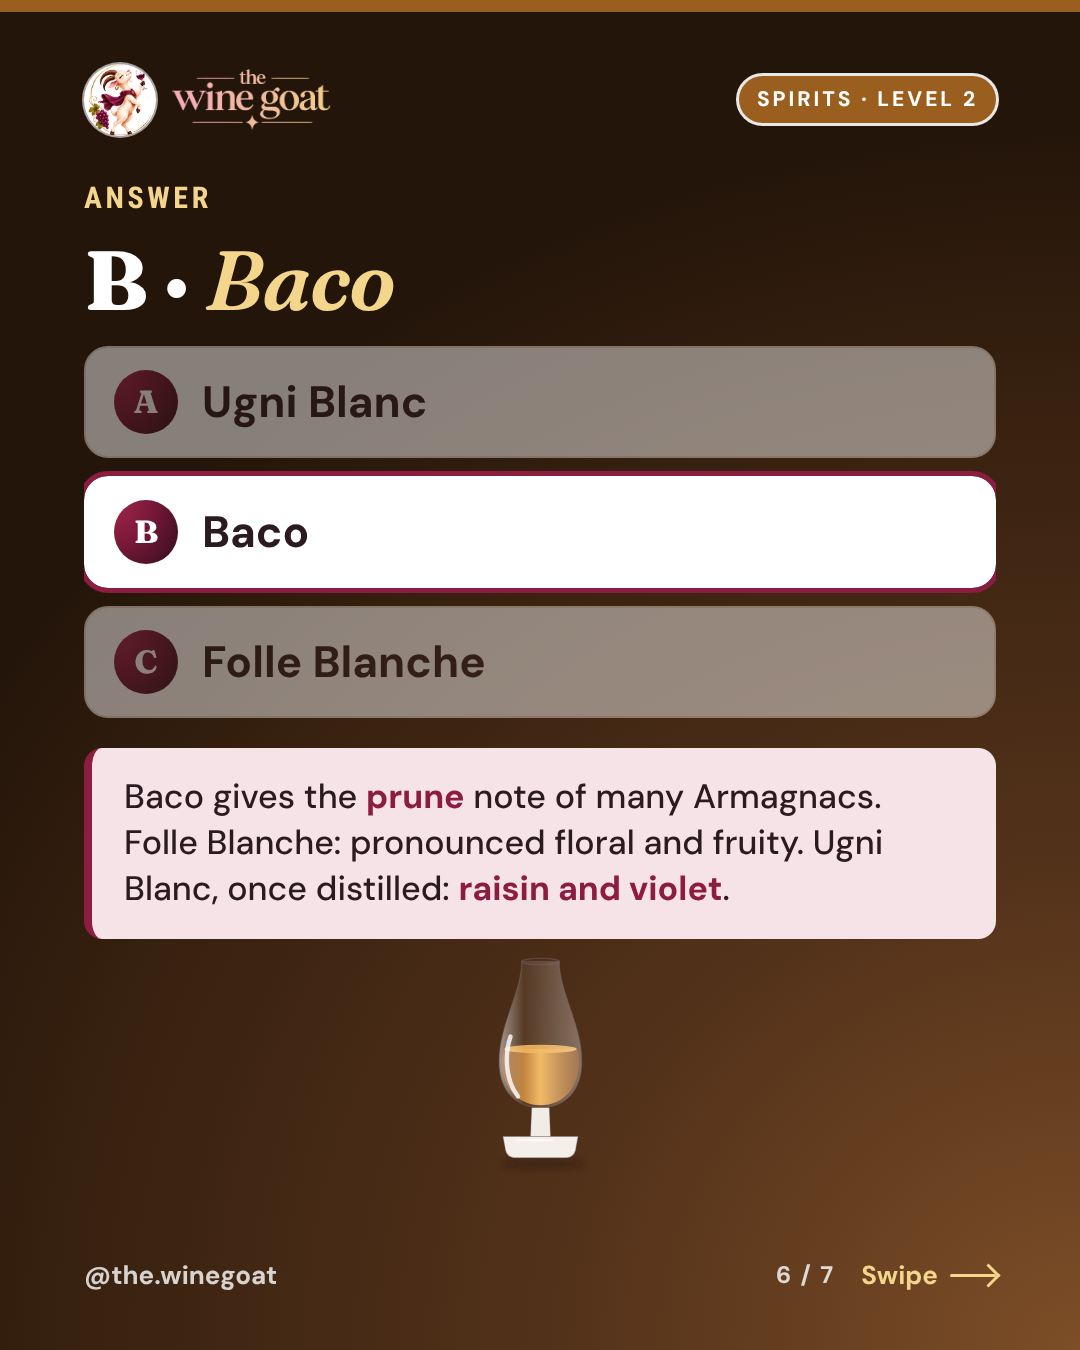 the
wine goat
SPIRITS · LEVEL 2
ANSWER
B · Baco
A Ugni Blanc
B Baco
C Folle Blanche
Baco gives the prune note of many Armagnacs.
Folle Blanche: pronounced floral and fruity. Ugni
Blanc, once distilled: raisin and violet.
@the.winegoat
6 / 7 Swipe